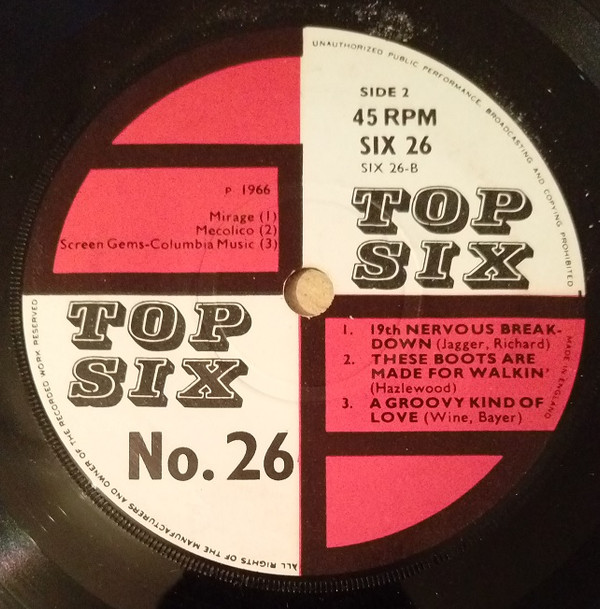 UNAUTHORIZED PUBLIC PERFORMANCE, BROADCASTING AND COPYING PROHIBITED
SIDE 2
45 RPM
SIX 26
SIX 26-B
TOP
SIX
P 1966
Mirage (1)
Mecolico (2)
Screen Gems-Columbia Music (3)
TOP
SIX
No. 26
1. 19th NERVOUS BREAK-
DOWN (Jagger, Richard)
2. THESE BOOTS ARE
MADE FOR WALKIN'
(Hazlewood)
3. A GROOVY KIND OF
LOVE (Wine, Bayer)
MADE IN ENGLAND
ALL RIGHTS OF THE MANUFACTURERS AND OWNER OF THE RECORDED WORK RESERVED